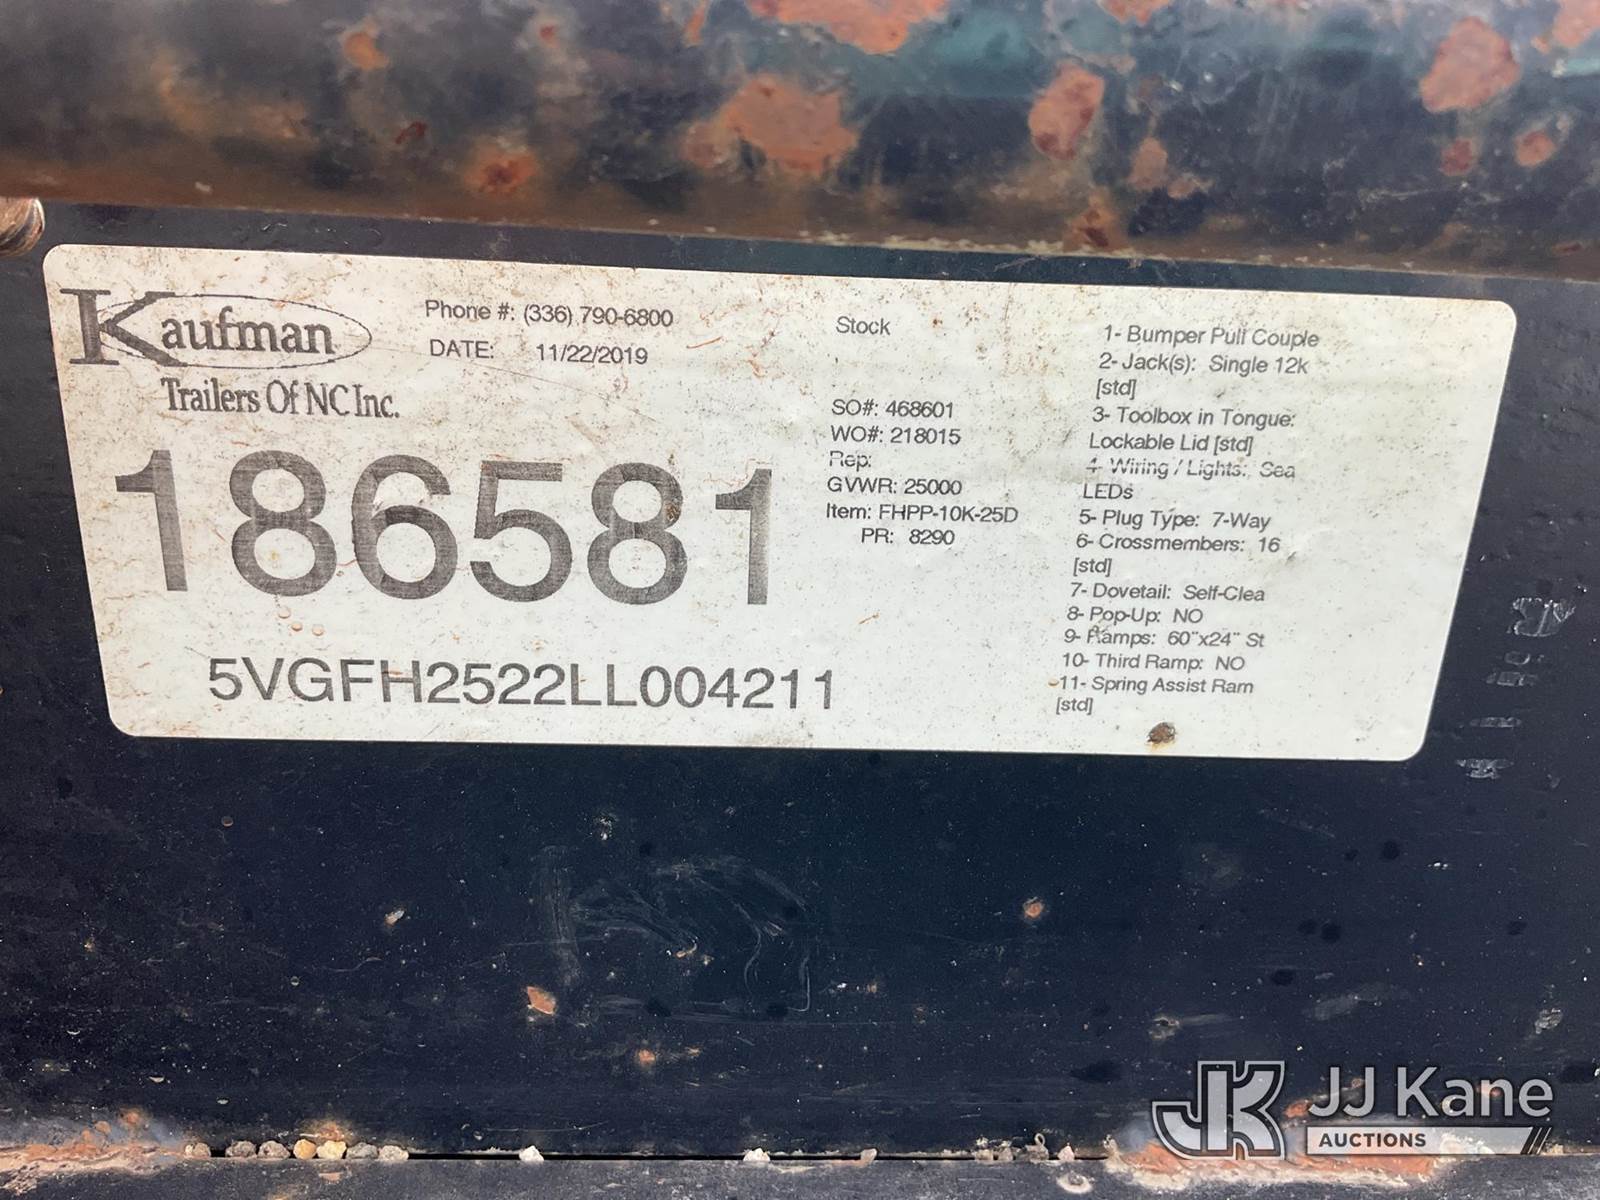 Kaufman
Trailers Of NC Inc.
Phone #: (336) 790-6800
DATE: 11/22/2019
186581
5VGFH2522LL004211
Stock
SO#: 468601
WO#: 218015
Rep:
GVWR: 25000
Item: FHPP-10K-25D
PR: 8290
1- Bumper Pull Couple
2- Jack(s): Single 12k
[std]
3- Toolbox in Tongue:
Lockable Lid [std]
4- Wiring / Lights: Sea
LEDs
5- Plug Type: 7-Way
6- Crossmembers: 16
[std]
7- Dovetail: Self-Clea
8- Pop-Up: NO
9- Ramps: 60"x24" St
10- Third Ramp: NO
11- Spring Assist Ram
[std]
JK JJ Kane
AUCTIONS